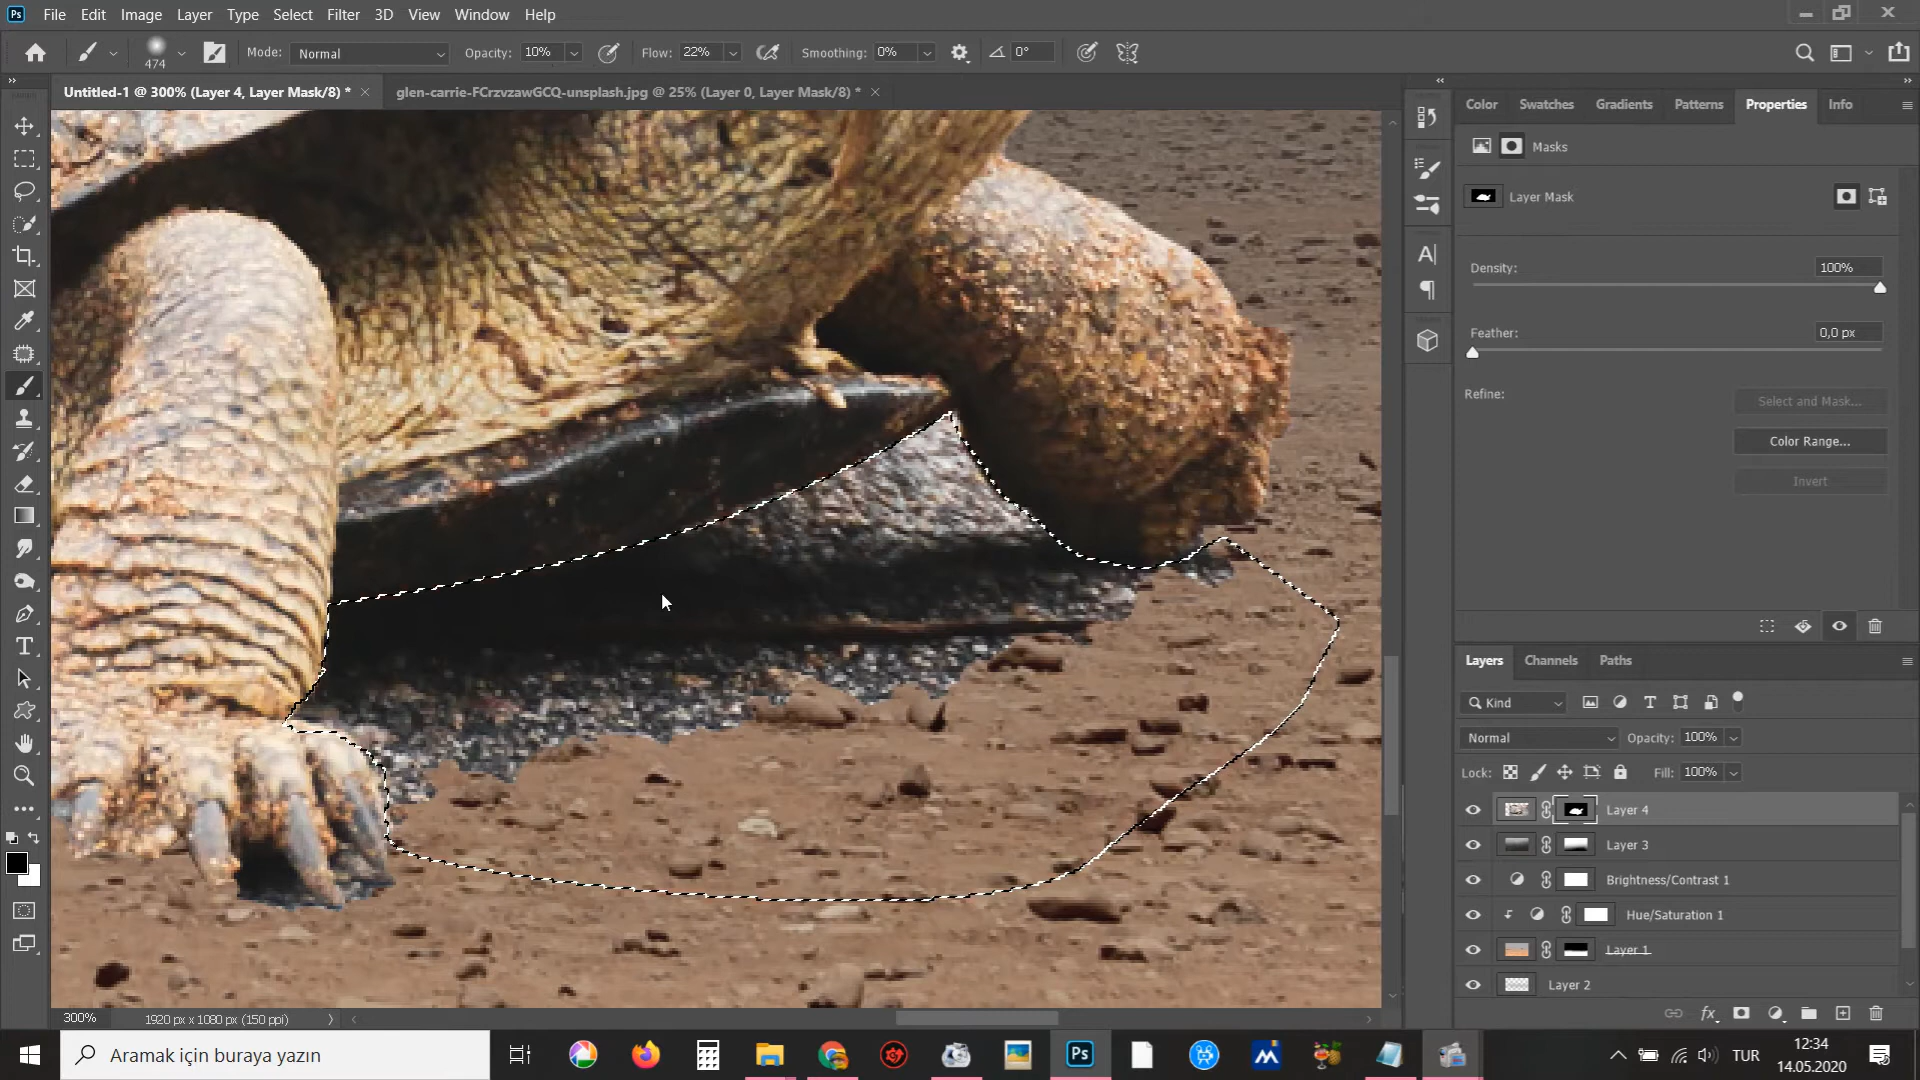 Ps File Edit Image Layer Type Select Filter 3D View Window Help
474 Mode: Normal Opacity: 10% Flow: 22% Smoothing: 0% 0°
Untitled-1 @ 300% (Layer 4, Layer Mask/8) * glen-carrie-FCrzvzawGCQ-unsplash.jpg @ 25% (Layer 0, Layer Mask/8) *
Color Swatches Gradients Patterns Properties Info
Masks
Layer Mask
Density: 100%
Feather: 0,0 px
Refine: Select and Mask...
Color Range...
Invert
Layers Channels Paths
Kind
Normal Opacity: 100%
Lock: Fill: 100%
Layer 4
Layer 3
Brightness/Contrast 1
Hue/Saturation 1
Layer 1
Layer 2
fx
300% 1920 px x 1080 px (150 ppi)
Aramak için buraya yazın
Ps
TUR
12:34
14.05.2020